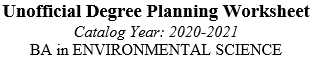 Unofficial Degree Planning Worksheet
Catalog Year: 2020-2021
BA in ENVIRONMENTAL SCIENCE